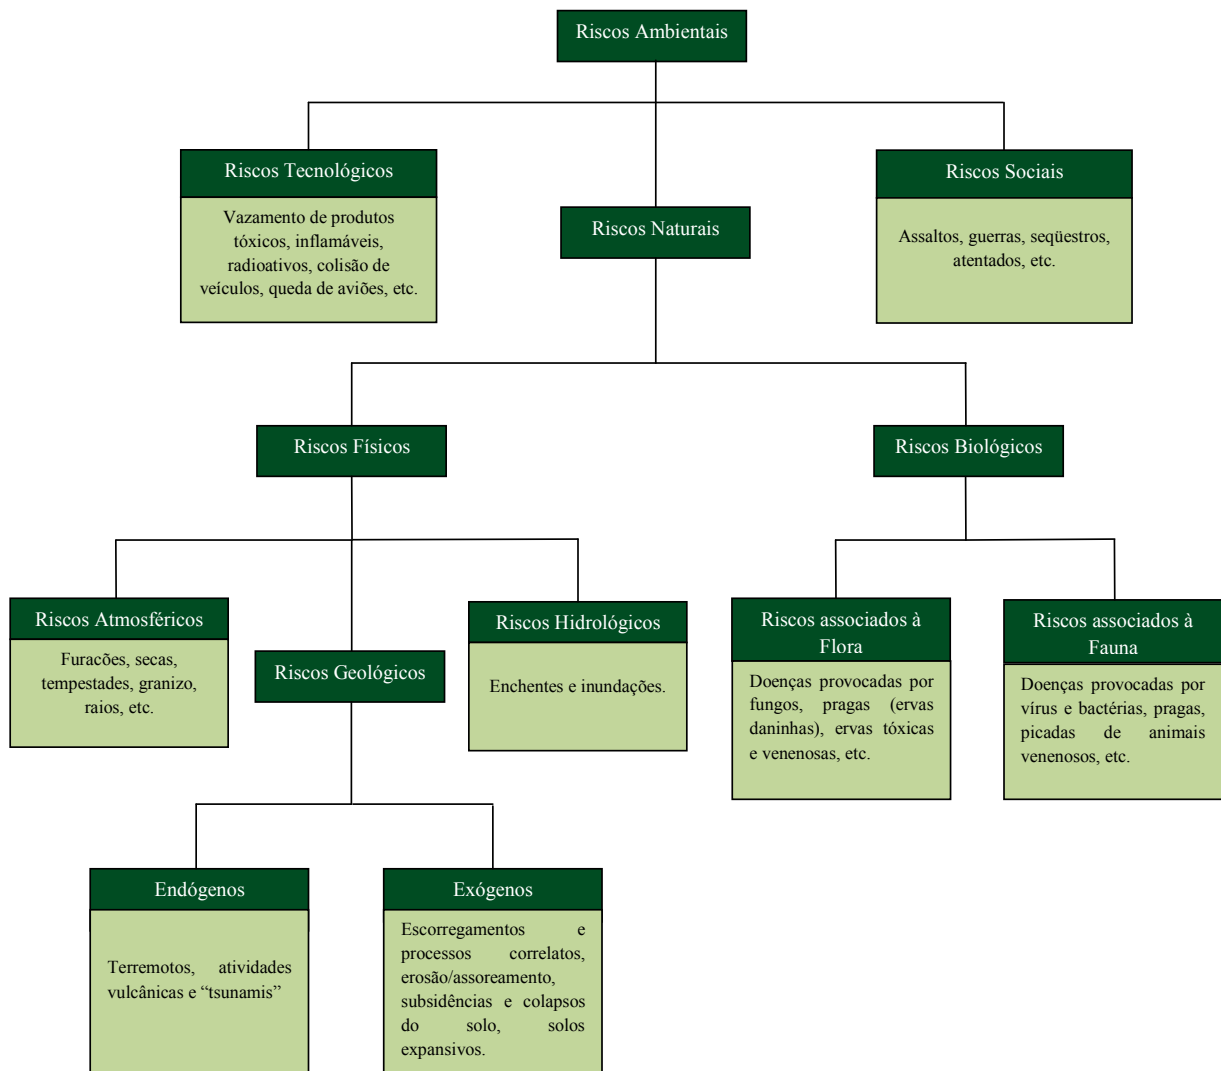 Riscos Ambientais
Riscos Tecnológicos
Vazamento de produtos
tóxicos, inflamáveis,
radioativos, colisão de
veículos, queda de aviões, etc.
Riscos Naturais
Riscos Sociais
Assaltos, guerras, seqüestros,
atentados, etc.
Riscos Físicos
Riscos Biológicos
Riscos Atmosféricos
Furacões, secas,
tempestades, granizo,
raios, etc.
Riscos Geológicos
Riscos Hidrológicos
Enchentes e inundações.
Riscos associados à
Flora
Doenças provocadas por
fungos, pragas (ervas
daninhas), ervas tóxicas
e venenosas, etc.
Riscos associados à
Fauna
Doenças provocadas por
vírus e bactérias, pragas,
picadas de animais
venenosos, etc.
Endógenos
Terremotos, atividades
vulcânicas e “tsunamis”
Exógenos
Escorregamentos e
processos correlatos,
erosão/assoreamento,
subsidências e colapsos
do solo, solos
expansivos.